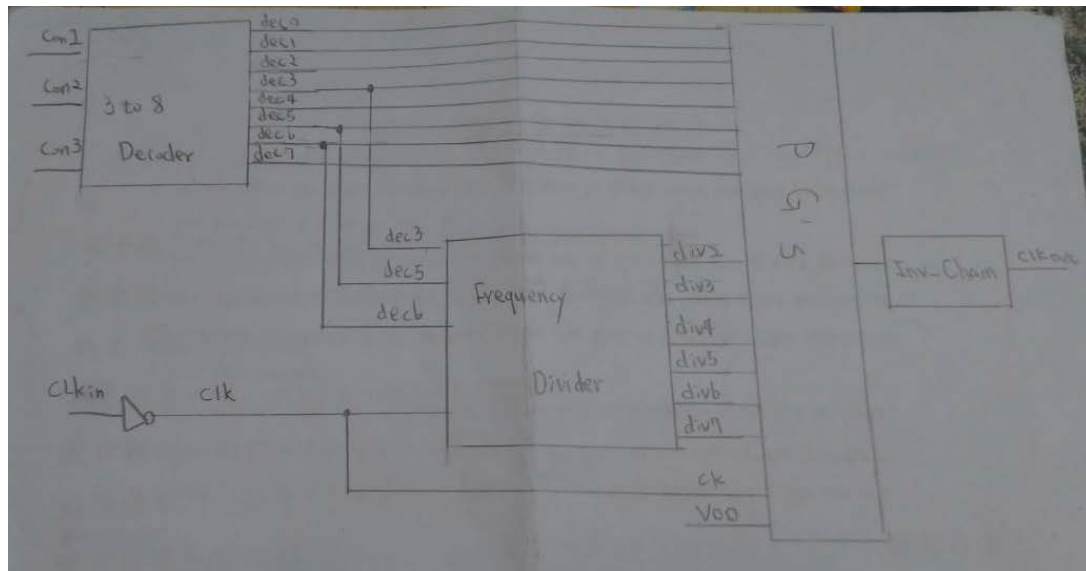 Con1
Con2
Con3
3 to 8
Decoder
dec0
dec1
dec2
dec3
dec4
dec5
dec6
dec7
dec3
dec5
dec6
Frequency
Divider
div2
div3
div4
div5
div6
div7
CLkin
clk
ck
VDD
PG's
Inv_Chain
clkout